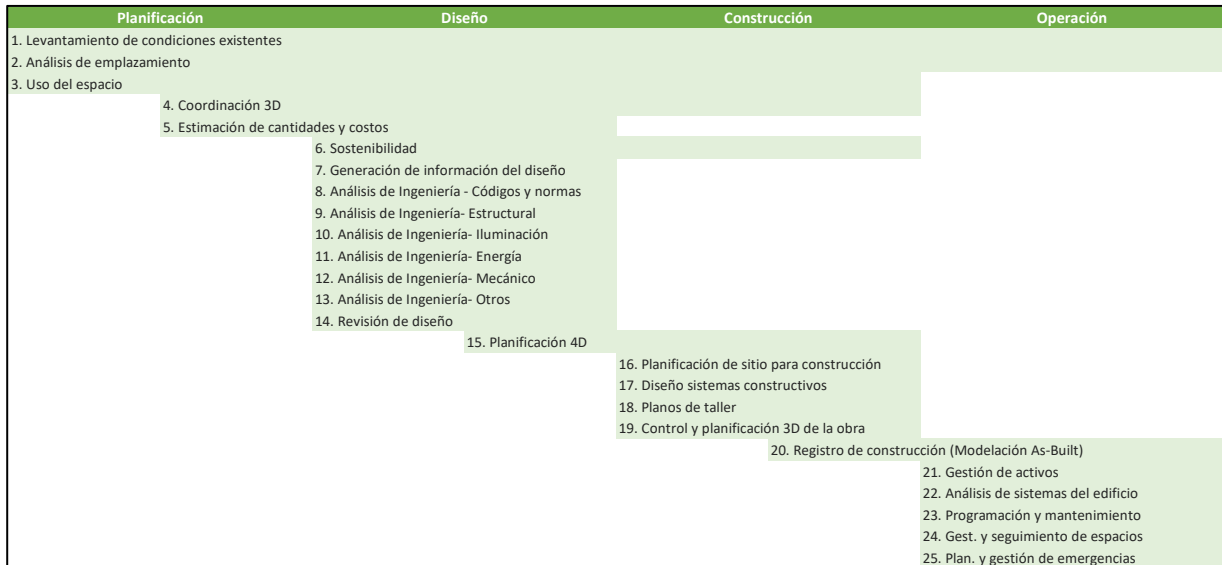 Planificación Diseño Construcción Operación
1. Levantamiento de condiciones existentes
2. Análisis de emplazamiento
3. Uso del espacio
4. Coordinación 3D
5. Estimación de cantidades y costos
6. Sostenibilidad
7. Generación de información del diseño
8. Análisis de Ingeniería - Códigos y normas
9. Análisis de Ingeniería- Estructural
10. Análisis de Ingeniería- Iluminación
11. Análisis de Ingeniería- Energía
12. Análisis de Ingeniería- Mecánico
13. Análisis de Ingeniería- Otros
14. Revisión de diseño
15. Planificación 4D
16. Planificación de sitio para construcción
17. Diseño sistemas constructivos
18. Planos de taller
19. Control y planificación 3D de la obra
20. Registro de construcción (Modelación As-Built)
21. Gestión de activos
22. Análisis de sistemas del edificio
23. Programación y mantenimiento
24. Gest. y seguimiento de espacios
25. Plan. y gestión de emergencias